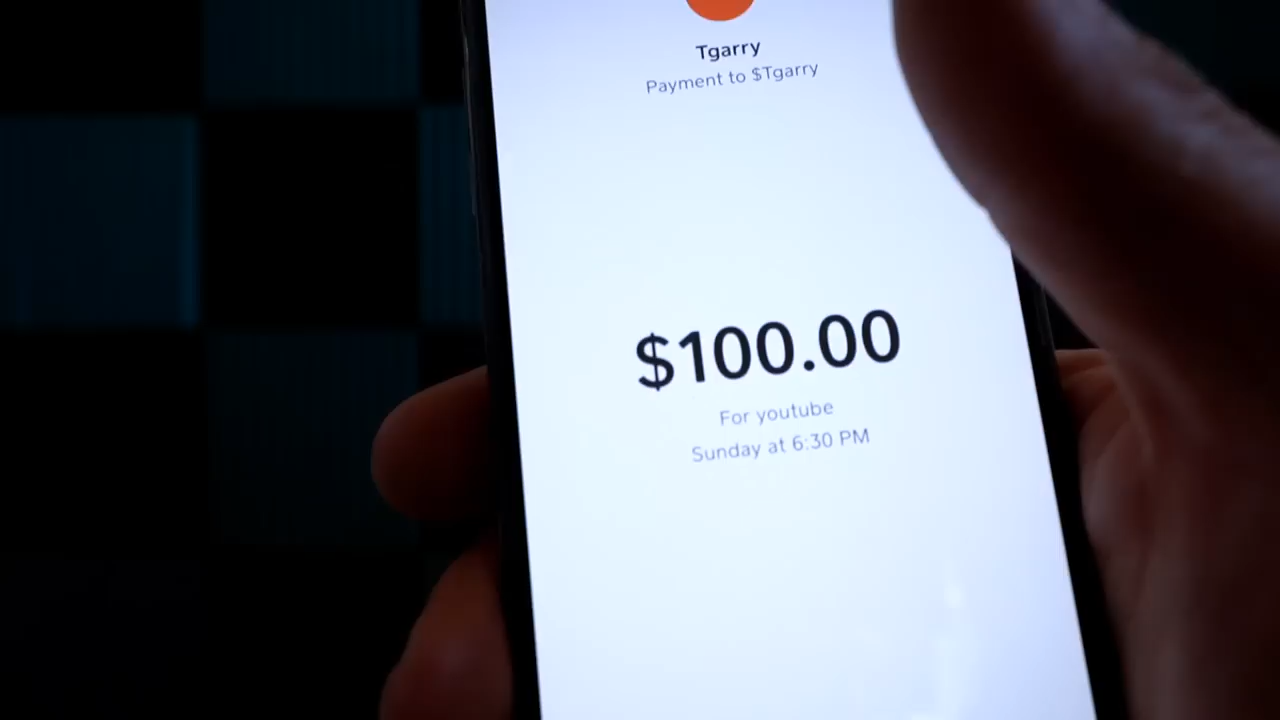 Tgarry
Payment to $Tgarry
$100.00
For youtube
Sunday at 6:30 PM